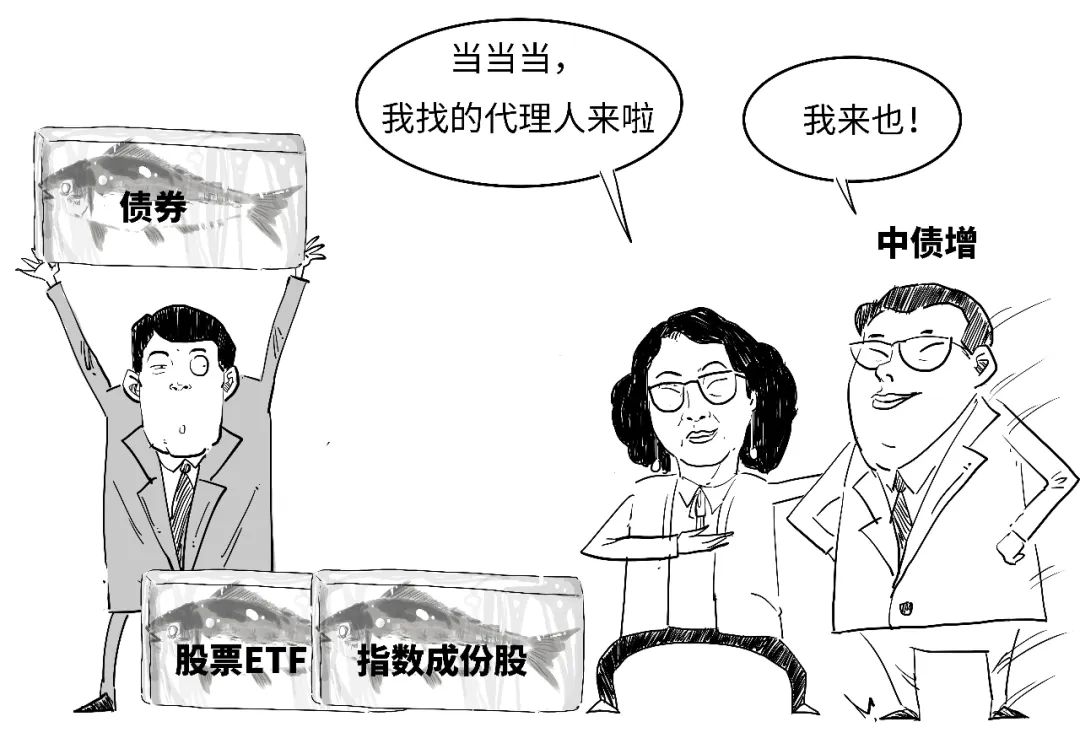 当当当，
我找的代理人来啦
我来也！
中债增
债券
股票ETF
指数成份股